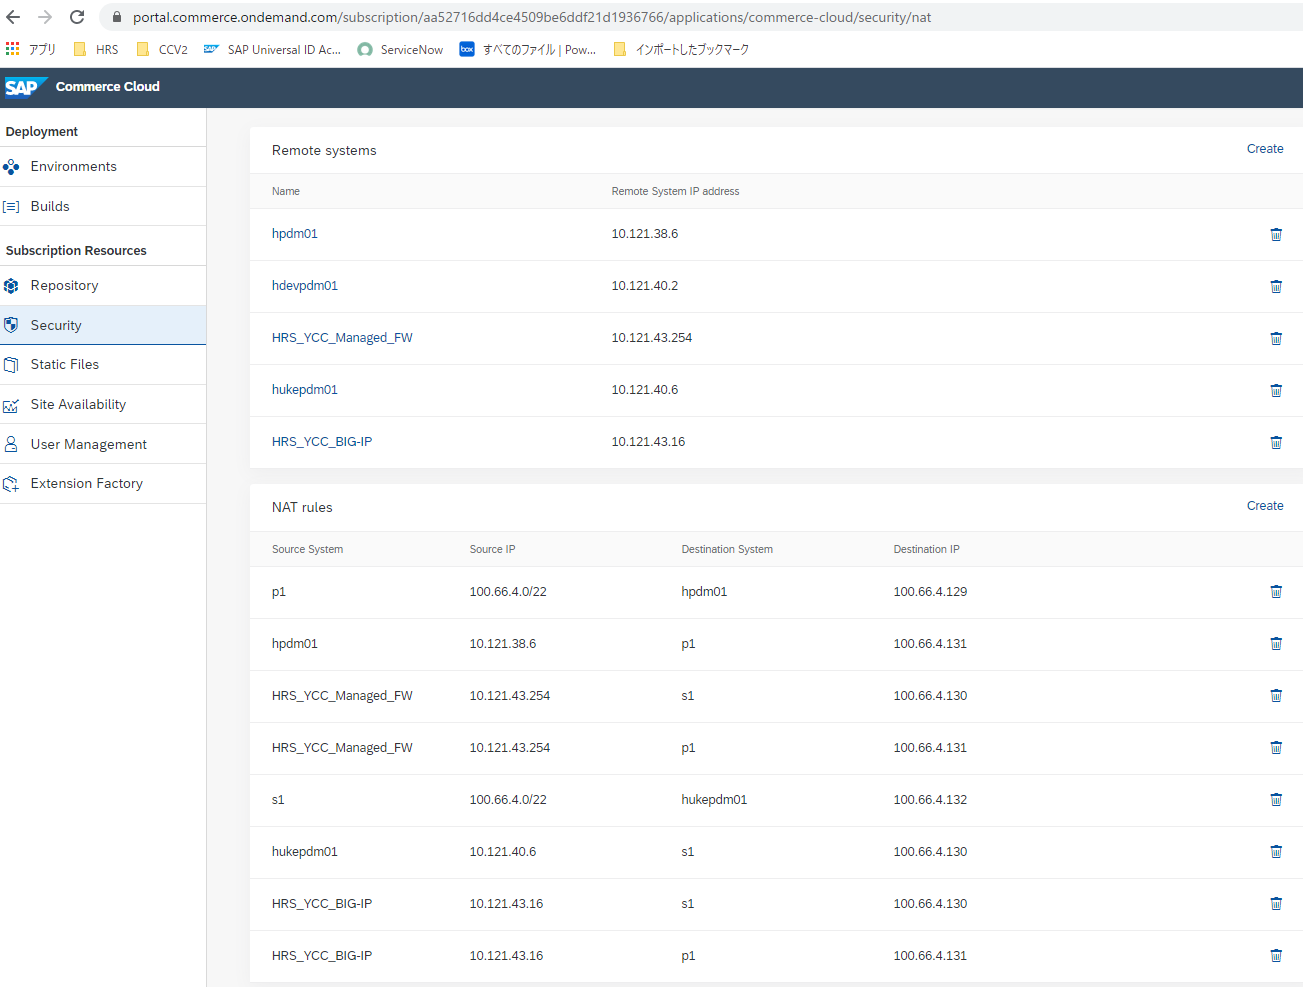 portal.commerce.ondemand.com/subscription/aa52716dd4ce4509be6ddf21d1936766/applications/commerce-cloud/security/nat
アプリ HRS CCV2 SAP SAP Universal ID Ac... ServiceNow box すべてのファイル | Pow... インポートしたブックマーク
SAP Commerce Cloud
Deployment
Environments
Builds
Subscription Resources
Repository
Security
Static Files
Site Availability
User Management
Extension Factory
Remote systems Create
Name Remote System IP address
hpdm01 10.121.38.6
hdevpdm01 10.121.40.2
HRS_YCC_Managed_FW 10.121.43.254
hukepdm01 10.121.40.6
HRS_YCC_BIG-IP 10.121.43.16
NAT rules Create
Source System Source IP Destination System Destination IP
p1 100.66.4.0/22 hpdm01 100.66.4.129
hpdm01 10.121.38.6 p1 100.66.4.131
HRS_YCC_Managed_FW 10.121.43.254 s1 100.66.4.130
HRS_YCC_Managed_FW 10.121.43.254 p1 100.66.4.131
s1 100.66.4.0/22 hukepdm01 100.66.4.132
hukepdm01 10.121.40.6 s1 100.66.4.130
HRS_YCC_BIG-IP 10.121.43.16 s1 100.66.4.130
HRS_YCC_BIG-IP 10.121.43.16 p1 100.66.4.131